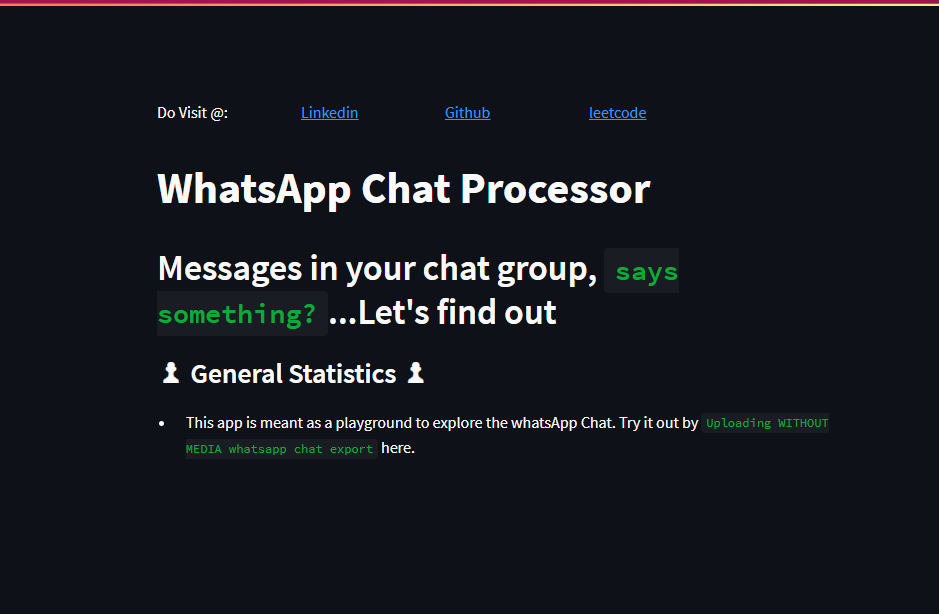 Do Visit @: Linkedin Github leetcode
WhatsApp Chat Processor
Messages in your chat group, says
something? ...Let's find out
♟ General Statistics ♟
• This app is meant as a playground to explore the whatsApp Chat. Try it out by Uploading WITHOUT
MEDIA whatsapp chat export here.